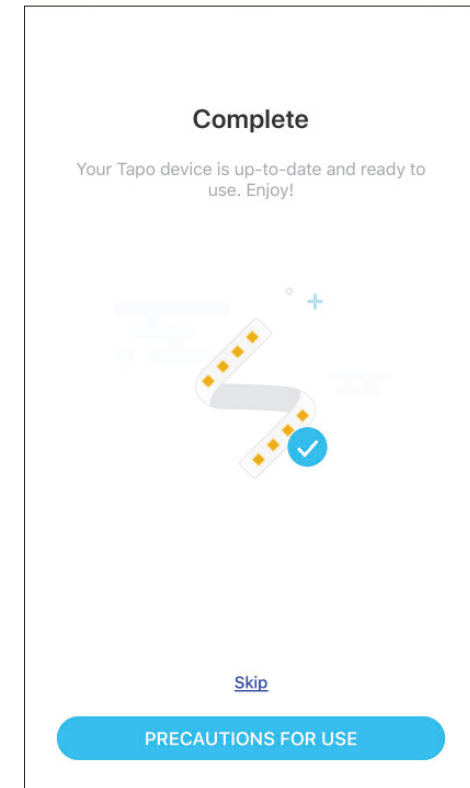 Complete
Your Tapo device is up-to-date and ready to
use. Enjoy!
Skip
PRECAUTIONS FOR USE